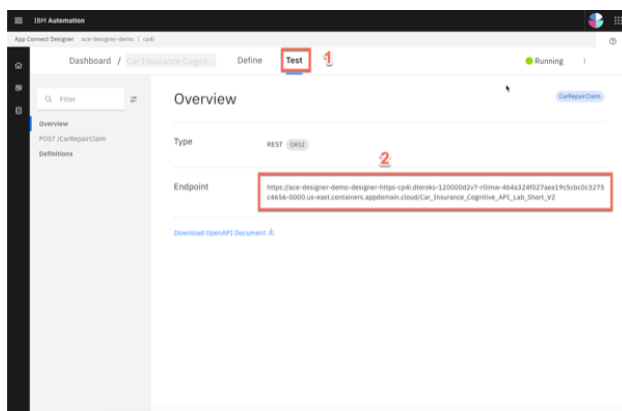 IBM Automation
App Connect Designer ace-designer-demo | cp4i
Dashboard / Car Insurance Cognit... Define Test 1 Running
Filter
Overview
CarRepairClaim
Overview
POST /CarRepairClaim
Definitions
Type REST OAS2
2
Endpoint https://ace-designer-demo-designer-https-cp4i.dteroks-120000d2v7-r0imw-4b4a324f027aea19c5cbc0c3275
c4656-0000.us-east.containers.appdomain.cloud/Car_Insurance_Cognitive_API_Lab_Short_V2
Download OpenAPI Document